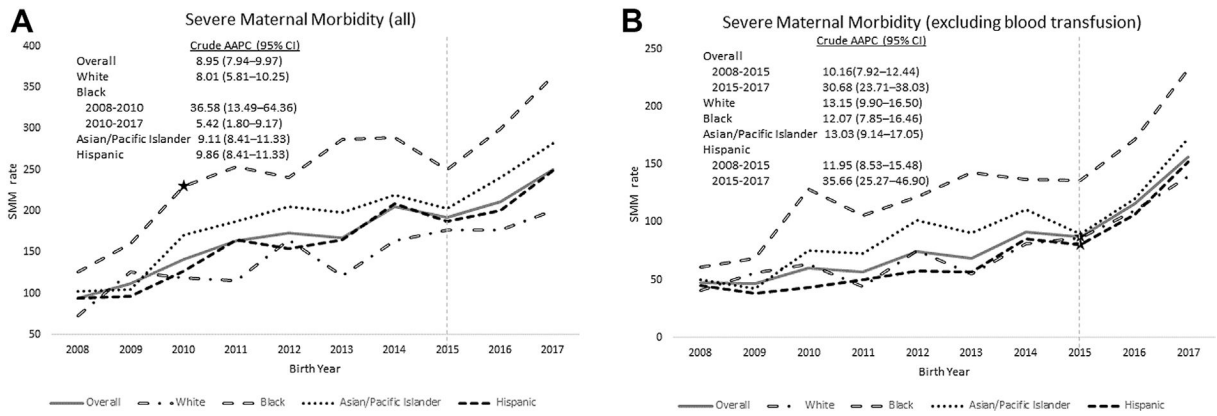 A
Severe Maternal Morbidity (all)
Crude AAPC (95% CI)
Overall 8.95 (7.94–9.97)
White 8.01 (5.81–10.25)
Black
2008-2010 36.58 (13.49–64.36)
2010-2017 5.42 (1.80–9.17)
Asian/Pacific Islander 9.11 (8.41–11.33)
Hispanic 9.86 (8.41–11.33)
SMM rate
400
350
300
250
200
150
100
50
2008 2009 2010 2011 2012 2013 2014 2015 2016 2017
Birth Year
Overall White Black Asian/Pacific Islander Hispanic
B
Severe Maternal Morbidity (excluding blood transfusion)
Crude AAPC (95% CI)
Overall
2008-2015 10.16(7.92–12.44)
2015-2017 30.68 (23.71–38.03)
White 13.15 (9.90–16.50)
Black 12.07 (7.85–16.46)
Asian/Pacific Islander 13.03 (9.14–17.05)
Hispanic
2008-2015 11.95 (8.53–15.48)
2015-2017 35.66 (25.27–46.90)
SMM rate
250
200
150
100
50
0
2008 2009 2010 2011 2012 2013 2014 2015 2016 2017
Birth Year
Overall White Black Asian/Pacific Islander Hispanic